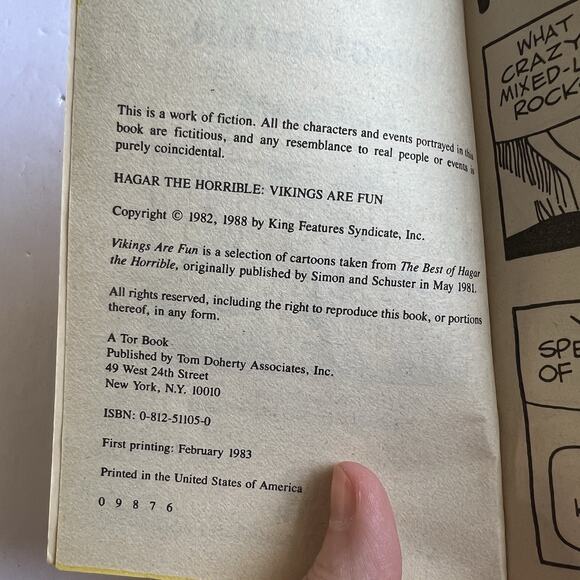 This is a work of fiction. All the characters and events portrayed in this
book are fictitious, and any resemblance to real people or events is
purely coincidental.
HAGAR THE HORRIBLE: VIKINGS ARE FUN
Copyright © 1982, 1988 by King Features Syndicate, Inc.
Vikings Are Fun is a selection of cartoons taken from The Best of Hagar
the Horrible, originally published by Simon and Schuster in May 1981.
All rights reserved, including the right to reproduce this book, or portions
thereof, in any form.
A Tor Book
Published by Tom Doherty Associates, Inc.
49 West 24th Street
New York, N.Y. 10010
ISBN: 0-812-51105-0
First printing: February 1983
Printed in the United States of America
0 9 8 7 6
WHAT
CRAZY
MIXED-
ROCK-
SPE
OF